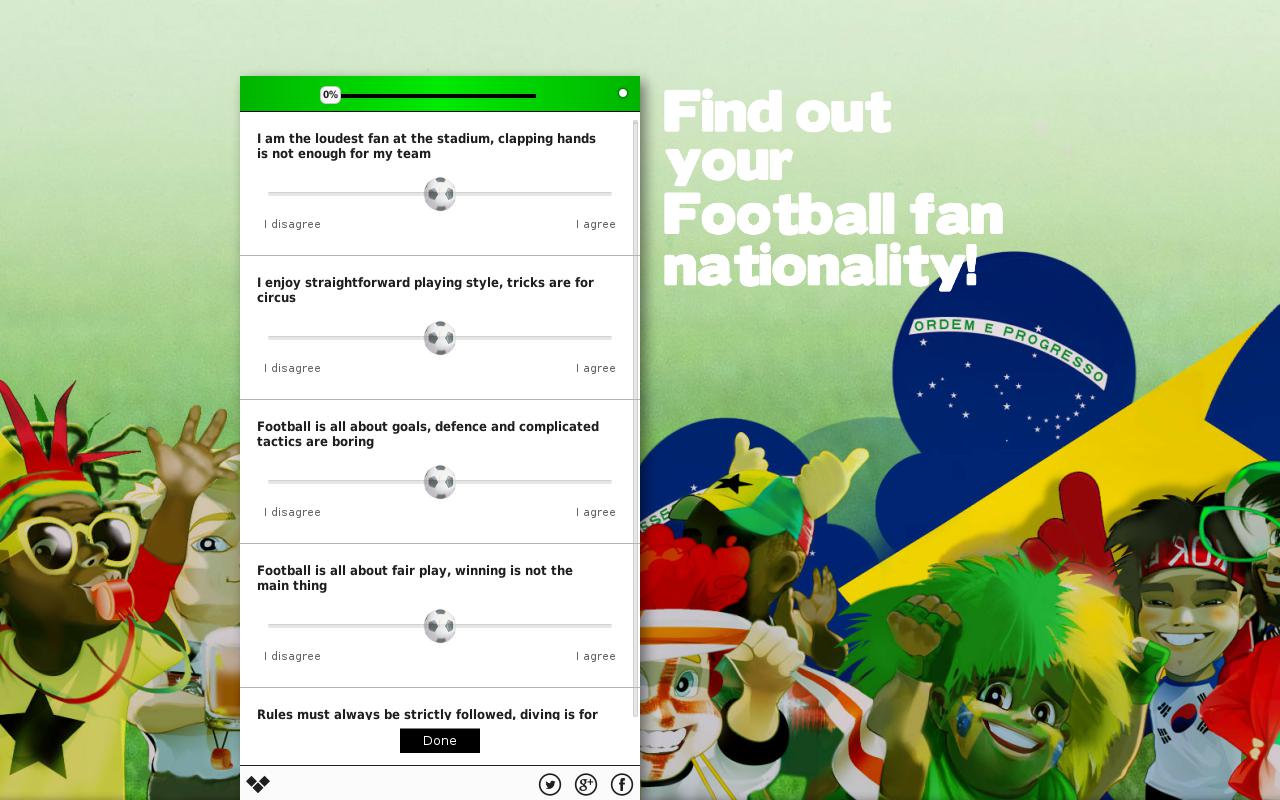 0%
I am the loudest fan at the stadium, clapping hands
is not enough for my team
I disagree
I agree
I enjoy straightforward playing style, tricks are for
circus
I disagree
I agree
Football is all about goals, defence and complicated
tactics are boring
I disagree
I agree
Football is all about fair play, winning is not the
main thing
I disagree
I agree
Rules must always be strictly followed, diving is for
Done
g+
f
Find out
your
Football fan
nationality!
ORDEM E PROGRESSO